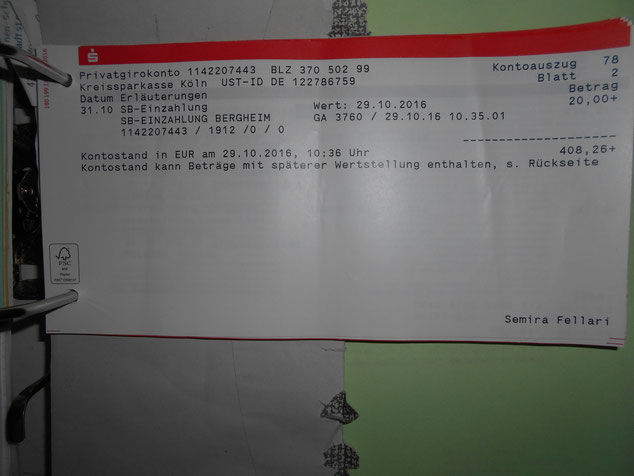 Privatgirokonto 1142207443 BLZ 370 502 99 Kontoauszug 78
Kreissparkasse Köln UST-ID DE 122786759 Blatt 2
Datum Erläuterungen Betrag
31.10 SB-Einzahlung Wert: 29.10.2016 20,00+
SB-EINZAHLUNG BERGHEIM GA 3760 / 29.10.16 10.35.01
1142207443 / 1912 /0 / 0
Kontostand in EUR am 29.10.2016, 10:36 Uhr 408,26+
Kontostand kann Beträge mit späterer Wertstellung enthalten, s. Rückseite
FSC
Semira Fellari